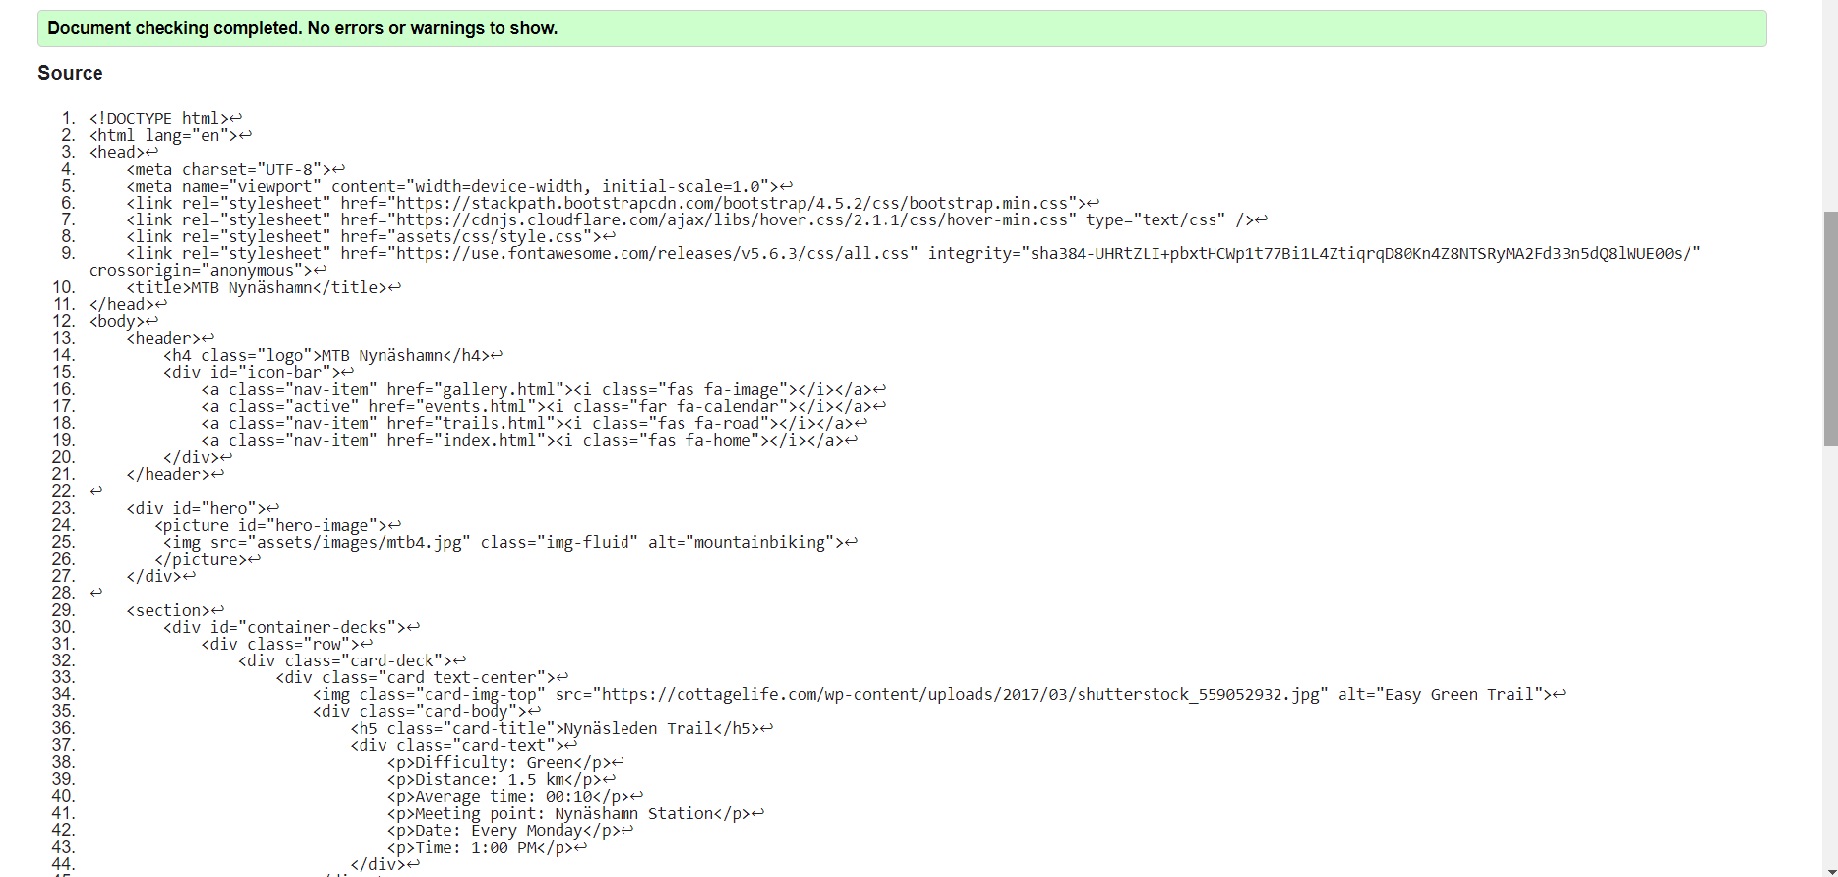 Document checking completed. No errors or warnings to show.
Source
1. <!DOCTYPE html>↩
2. <html lang="en">↩
3. <head>↩
4. <meta charset="UTF-8">↩
5. <meta name="viewport" content="width=device-width, initial-scale=1.0">↩
6. <link rel="stylesheet" href="https://stackpath.bootstrapcdn.com/bootstrap/4.5.2/css/bootstrap.min.css">↩
7. <link rel="stylesheet" href="https://cdnjs.cloudflare.com/ajax/libs/hover.css/2.1.1/css/hover-min.css" type="text/css" />↩
8. <link rel="stylesheet" href="assets/css/style.css">↩
9. <link rel="stylesheet" href="https://use.fontawesome.com/releases/v5.6.3/css/all.css" integrity="sha384-UHRtZLI+pbxtHCWp1t77Bi1L4ZtiqrqD80Kn4Z8NTSRyMA2Fd33n5dQ8lWUE00s/"
crossorigin="anonymous">↩
10. <title>MTB Nynäshamn</title>↩
11. </head>↩
12. <body>↩
13. <header>↩
14. <h4 class="logo">MTB Nynäshamn</h4>↩
15. <div id="icon-bar">↩
16. <a class="nav-item" href="gallery.html"><i class="fas fa-image"></i></a>↩
17. <a class="active" href="events.html"><i class="far fa-calendar"></i></a>↩
18. <a class="nav-item" href="trails.html"><i class="fas fa-road"></i></a>↩
19. <a class="nav-item" href="index.html"><i class="fas fa-home"></i></a>↩
20. </div>↩
21. </header>↩
22. ↩
23. <div id="hero">↩
24. <picture id="hero-image">↩
25. <img src="assets/images/mtb4.jpg" class="img-fluid" alt="mountainbiking">↩
26. </picture>↩
27. </div>↩
28. ↩
29. <section>↩
30. <div id="container-decks">↩
31. <div class="row">↩
32. <div class="card-deck">↩
33. <div class="card text-center">↩
34. <img class="card-img-top" src="https://cottagelife.com/wp-content/uploads/2017/03/shutterstock_559052932.jpg" alt="Easy Green Trail">↩
35. <div class="card-body">↩
36. <h5 class="card-title">Nynäsleden Trail</h5>↩
37. <div class="card-text">↩
38. <p>Difficulty: Green</p>↩
39. <p>Distance: 1.5 km</p>↩
40. <p>Average time: 00:10</p>↩
41. <p>Meeting point: Nynäshamn Station</p>↩
42. <p>Date: Every Monday</p>↩
43. <p>Time: 1:00 PM</p>↩
44. </div>↩